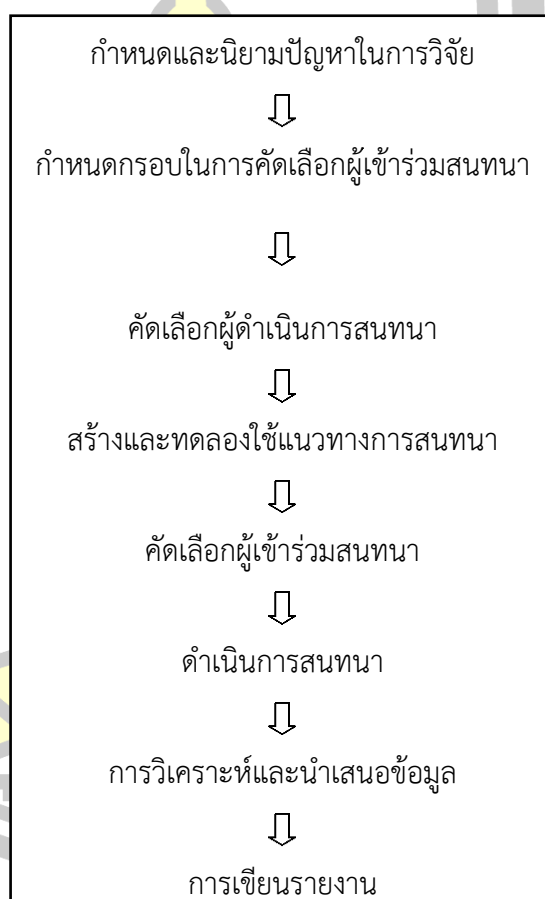 กำหนดและนิยามปัญหาในการวิจัย
กำหนดกรอบในการคัดเลือกผู้เข้าร่วมสนทนา
คัดเลือกผู้ดำเนินการสนทนา
สร้างและทดลองใช้แนวทางการสนทนา
คัดเลือกผู้เข้าร่วมสนทนา
ดำเนินการสนทนา
การวิเคราะห์และนำเสนอข้อมูล
การเขียนรายงาน